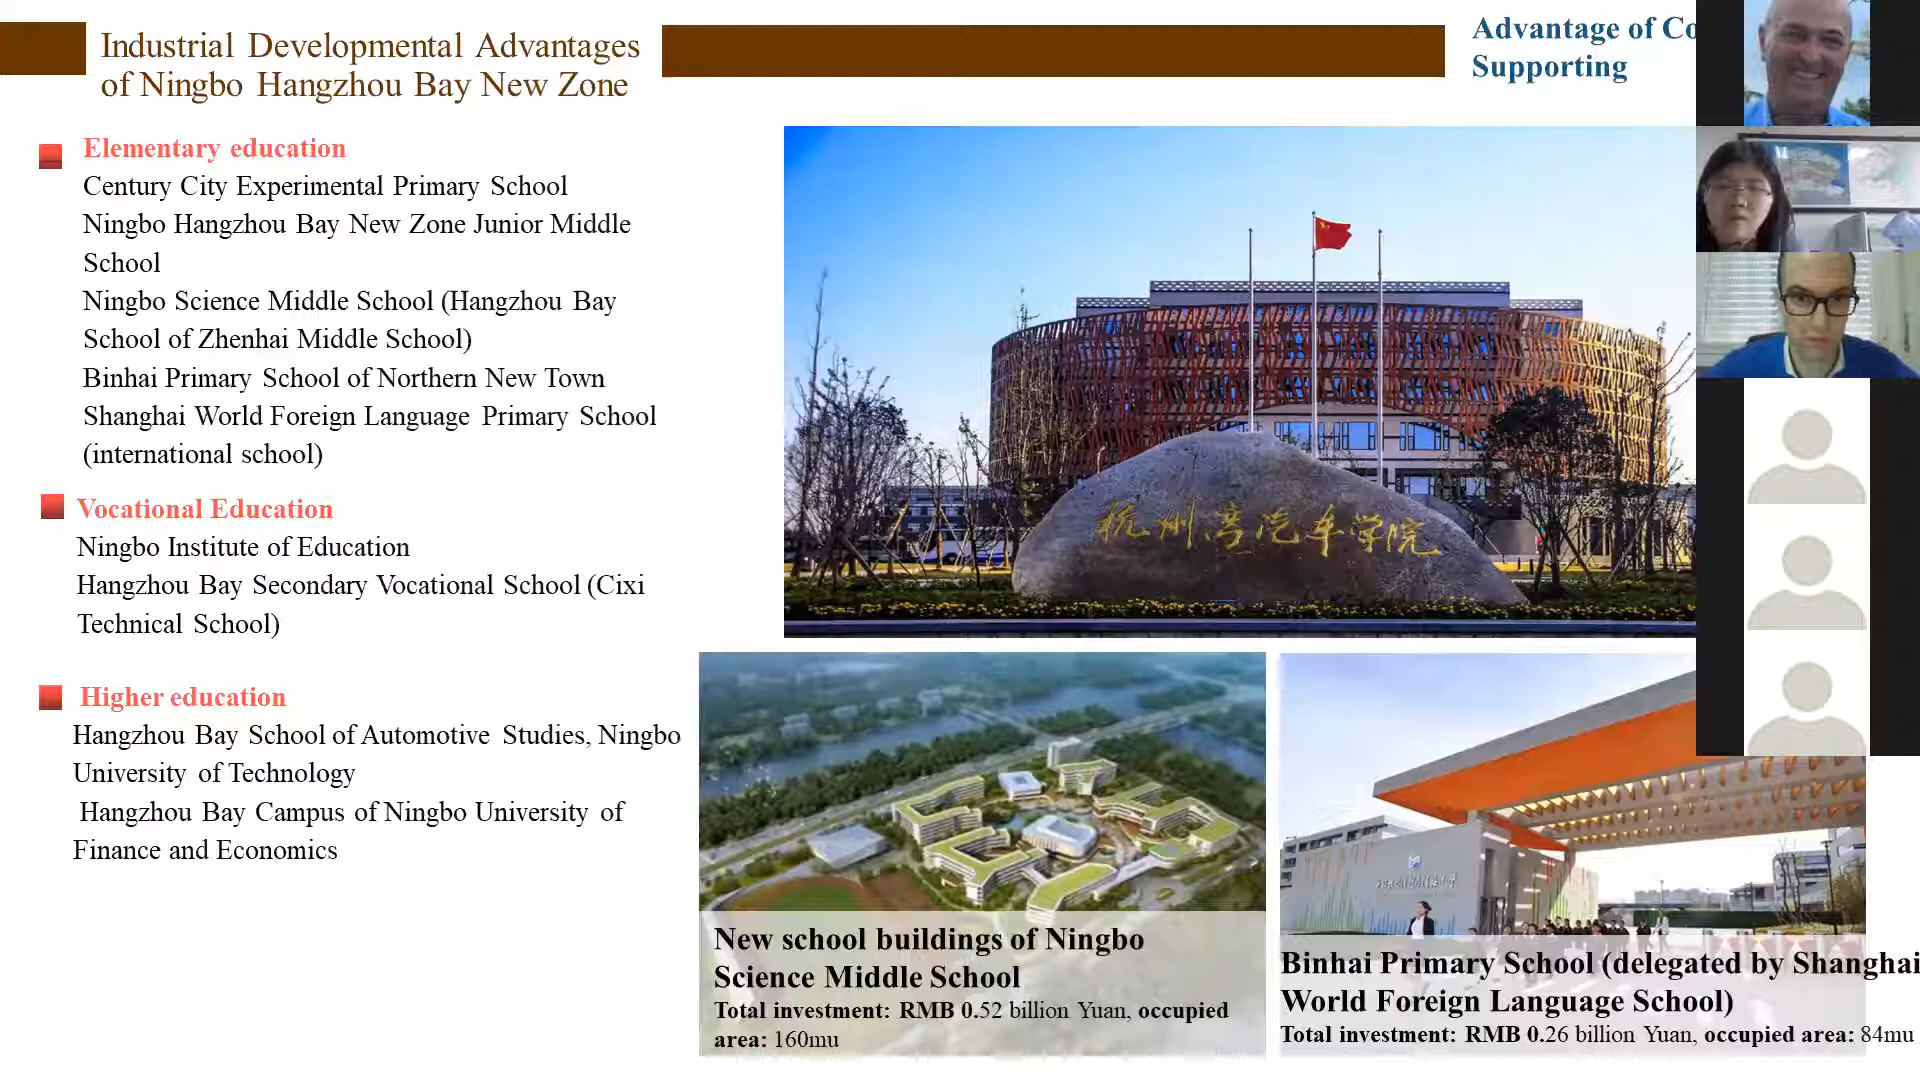 Industrial Developmental Advantages
of Ningbo Hangzhou Bay New Zone
Advantage of Co
Supporting
Elementary education
Century City Experimental Primary School
Ningbo Hangzhou Bay New Zone Junior Middle
School
Ningbo Science Middle School (Hangzhou Bay
School of Zhenhai Middle School)
Binhai Primary School of Northern New Town
Shanghai World Foreign Language Primary School
(international school)
Vocational Education
Ningbo Institute of Education
Hangzhou Bay Secondary Vocational School (Cixi
Technical School)
Higher education
Hangzhou Bay School of Automotive Studies, Ningbo
University of Technology
Hangzhou Bay Campus of Ningbo University of
Finance and Economics
杭州湾汽车学院
New school buildings of Ningbo
Science Middle School
Total investment: RMB 0.52 billion Yuan, occupied
area: 160mu
Binhai Primary School (delegated by Shanghai
World Foreign Language School)
Total investment: RMB 0.26 billion Yuan, occupied area: 84mu